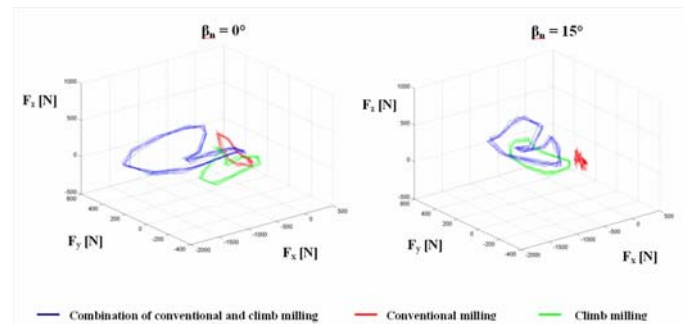 βn = 0°
βn = 15°
1000
500
0
-500
Fz [N]
600
400
200
0
-200
-400
Fy [N]
-2000
-1500
-1000
-500
0
500
Fx [N]
1000
500
0
-500
Fz [N]
600
400
200
0
-200
-400
Fy [N]
-2000
-1500
-1000
-500
0
500
Fx [N]
Combination of conventional and climb milling
Conventional milling
Climb milling